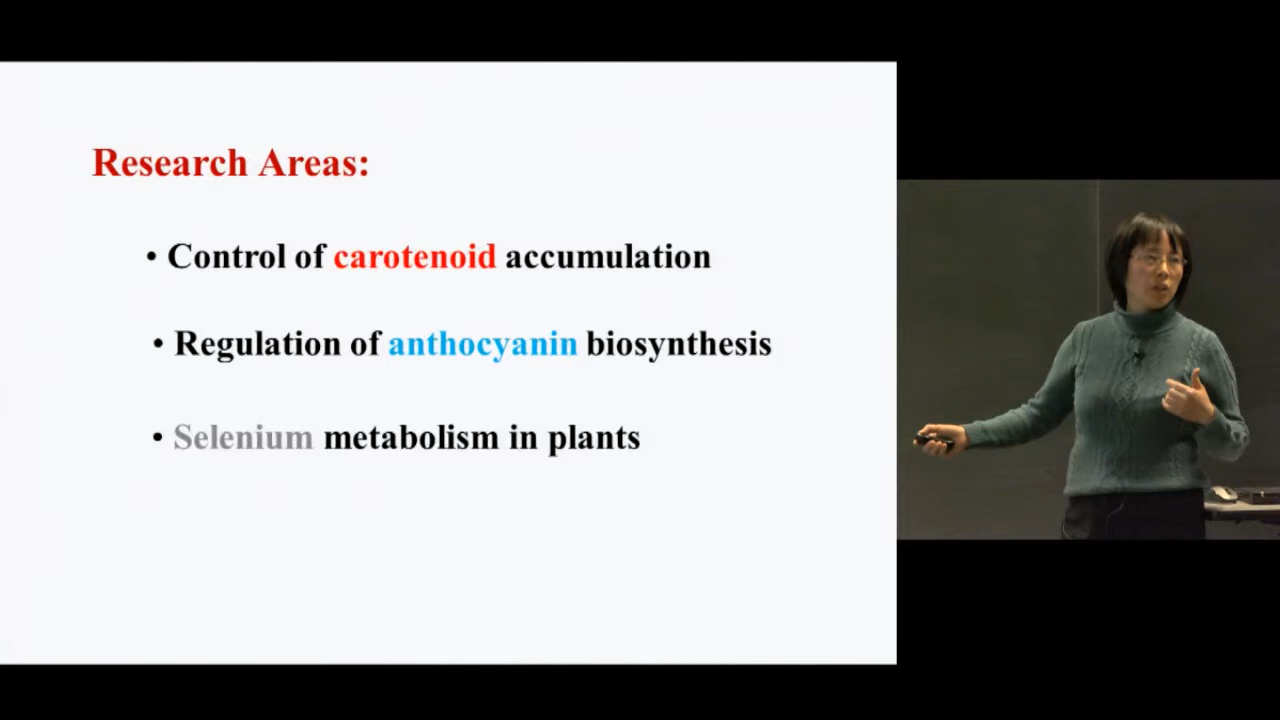 Research Areas:
• Control of carotenoid accumulation
• Regulation of anthocyanin biosynthesis
• Selenium metabolism in plants